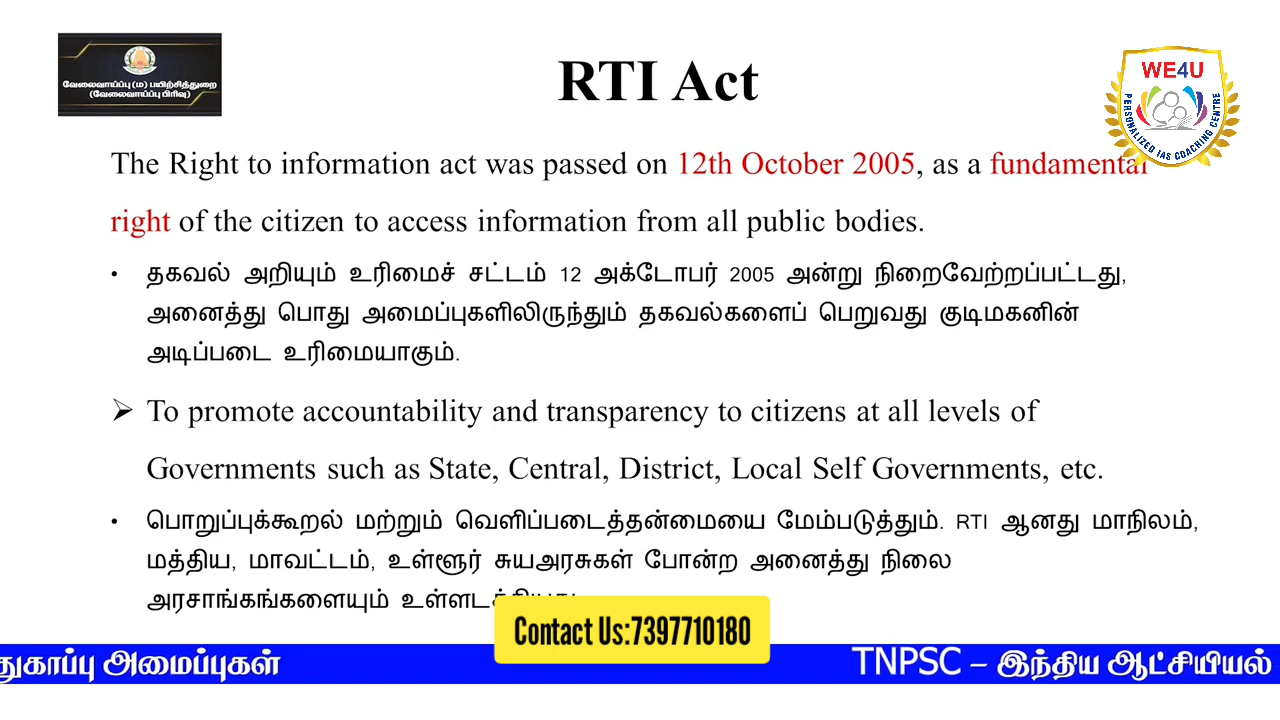 வேலைவாய்ப்பு (ம) பயிற்சித்துறை
(வேலைவாய்ப்பு பிரிவு)
RTI Act
WE4U
PERSONALIZED IAS COACHING CENTRE
The Right to information act was passed on 12th October 2005, as a fundamental
right of the citizen to access information from all public bodies.
• தகவல் அறியும் உரிமைச் சட்டம் 12 அக்டோபர் 2005 அன்று நிறைவேற்றப்பட்டது,
அனைத்து பொது அமைப்புகளிலிருந்தும் தகவல்களைப் பெறுவது குடிமகனின்
அடிப்படை உரிமையாகும்.
➢ To promote accountability and transparency to citizens at all levels of
Governments such as State, Central, District, Local Self Governments, etc.
• பொறுப்புக்கூறல் மற்றும் வெளிப்படைத்தன்மையை மேம்படுத்தும். RTI ஆனது மாநிலம்,
மத்திய, மாவட்டம், உள்ளூர் சுயஅரசுகள் போன்ற அனைத்து நிலை
அரசாங்கங்களையும்
Contact Us:7397710180
துகாப்பு அமைப்புகள்
TNPSC – இந்திய ஆட்சியியல்